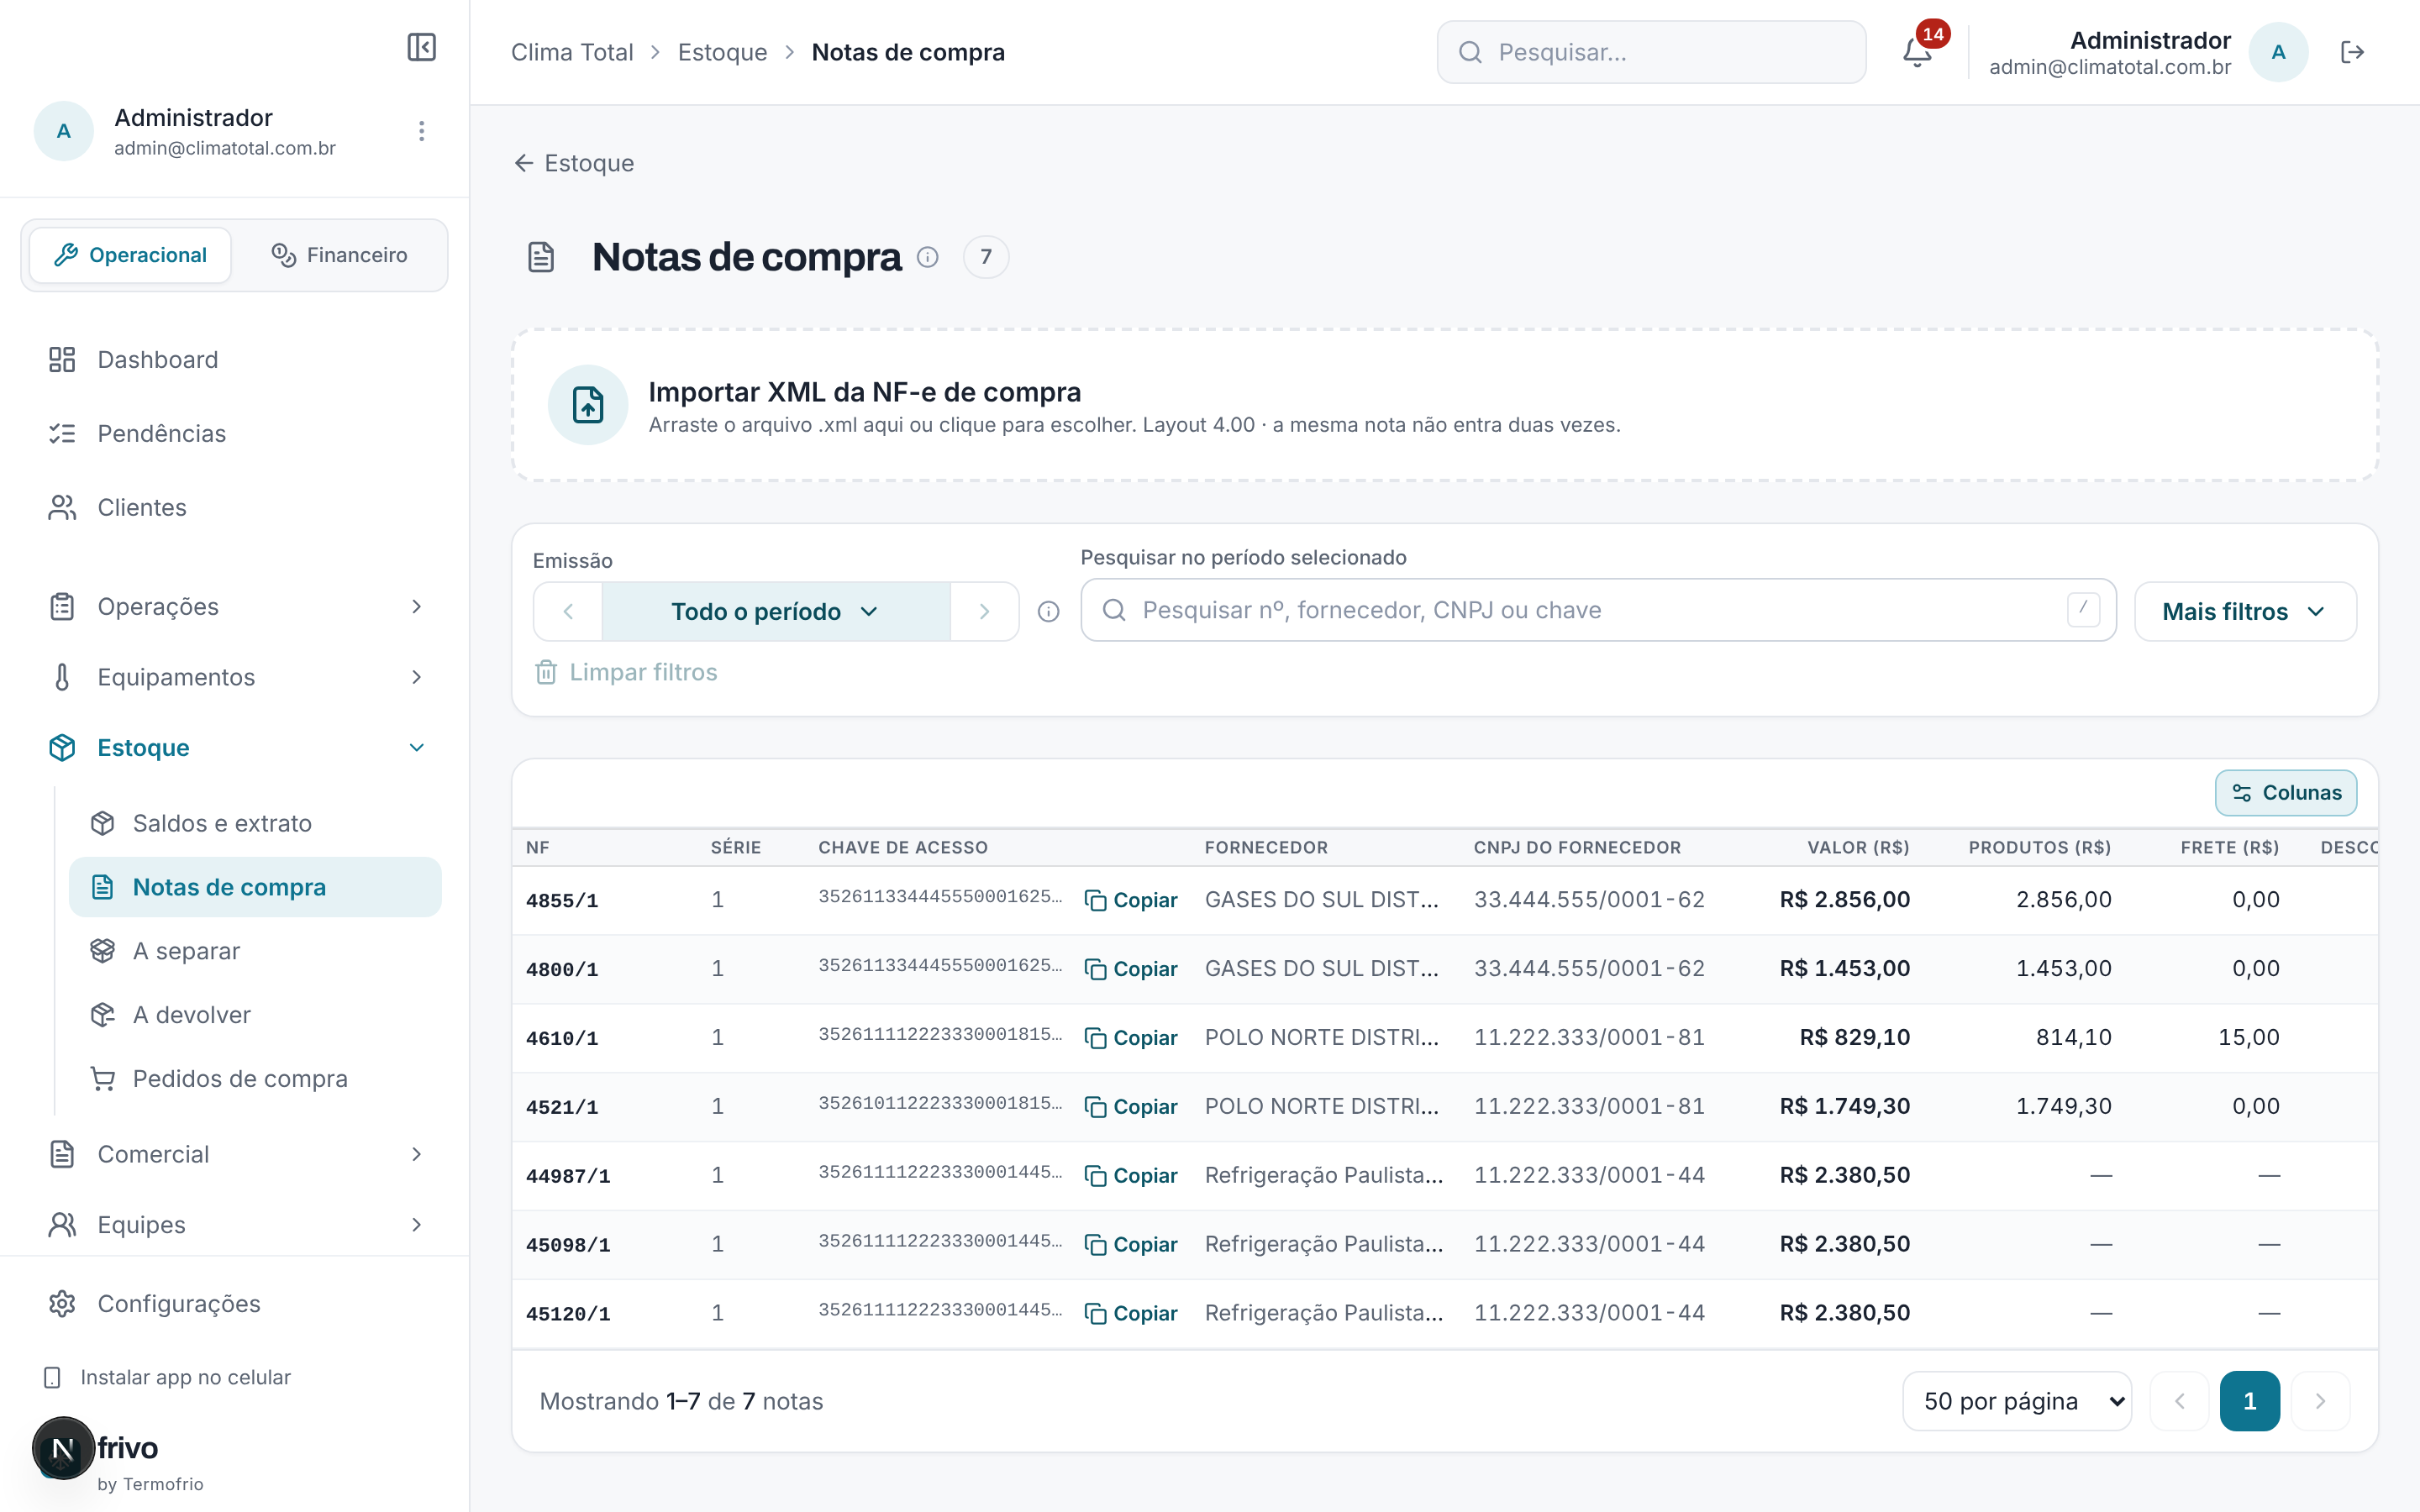 Administrador
admin@climatotal.com.br
A
Operacional
Financeiro
Dashboard
Pendências
Clientes
Operações
Equipamentos
Estoque
Saldos e extrato
Notas de compra
A separar
A devolver
Pedidos de compra
Comercial
Equipes
Configurações
Instalar app no celular
N frivo
by Termofrio
Clima Total > Estoque > Notas de compra
Pesquisar...
14
Administrador
admin@climatotal.com.br
A
← Estoque
Notas de compra 7
Importar XML da NF-e de compra
Arraste o arquivo .xml aqui ou clique para escolher. Layout 4.00 · a mesma nota não entra duas vezes.
Emissão
Todo o período
Pesquisar no período selecionado
Pesquisar nº, fornecedor, CNPJ ou chave /
Mais filtros
Limpar filtros
Colunas
NF SÉRIE CHAVE DE ACESSO FORNECEDOR CNPJ DO FORNECEDOR VALOR (R$) PRODUTOS (R$) FRETE (R$) DESCO
4855/1 1 352611334445550001625… Copiar GASES DO SUL DIST... 33.444.555/0001-62 R$ 2.856,00 2.856,00 0,00
4800/1 1 352611334445550001625… Copiar GASES DO SUL DIST... 33.444.555/0001-62 R$ 1.453,00 1.453,00 0,00
4610/1 1 352611112223330001815… Copiar POLO NORTE DISTRI... 11.222.333/0001-81 R$ 829,10 814,10 15,00
4521/1 1 352610112223330001815… Copiar POLO NORTE DISTRI... 11.222.333/0001-81 R$ 1.749,30 1.749,30 0,00
44987/1 1 352611112223330001445… Copiar Refrigeração Paulista... 11.222.333/0001-44 R$ 2.380,50 — —
45098/1 1 352611112223330001445… Copiar Refrigeração Paulista... 11.222.333/0001-44 R$ 2.380,50 — —
45120/1 1 352611112223330001445… Copiar Refrigeração Paulista... 11.222.333/0001-44 R$ 2.380,50 — —
Mostrando 1–7 de 7 notas
50 por página
1